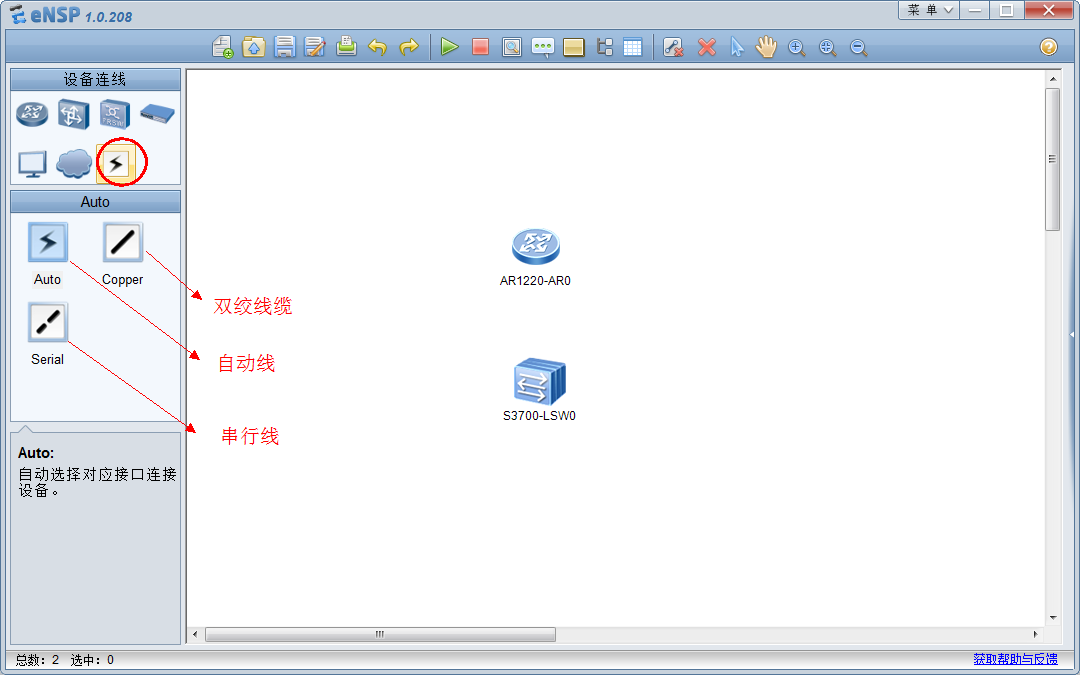 eNSP 1.0.208
菜 单
设备连线
Auto
Auto
Copper
Serial
双绞线缆
自动线
串行线
AR1220-AR0
S3700-LSW0
Auto:
自动选择对应接口连接
设备。
总数: 2 选中: 0
获取帮助与反馈